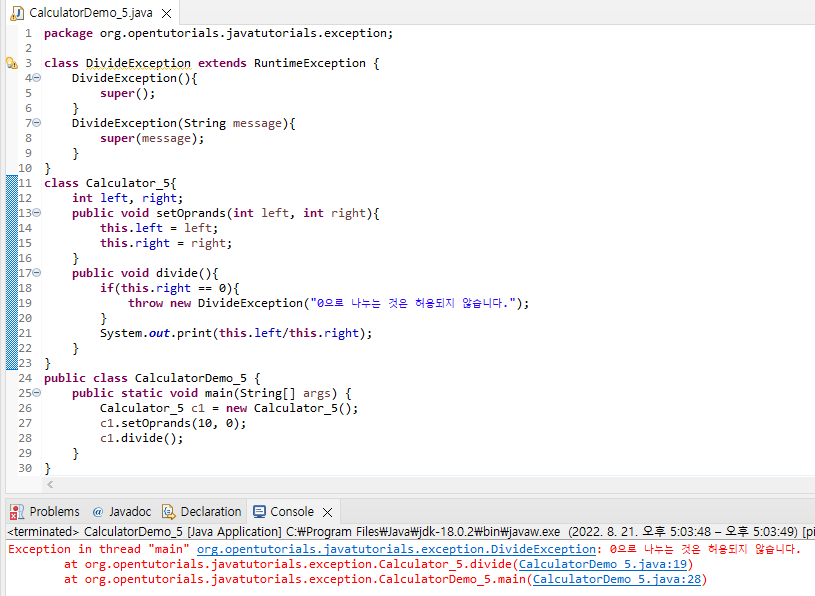 CalculatorDemo_5.java
1 package org.opentutorials.javatutorials.exception;
2
3 class DivideException extends RuntimeException {
4 DivideException(){
5 super();
6 }
7 DivideException(String message){
8 super(message);
9 }
10 }
11 class Calculator_5{
12 int left, right;
13 public void setOprands(int left, int right){
14 this.left = left;
15 this.right = right;
16 }
17 public void divide(){
18 if(this.right == 0){
19 throw new DivideException("0으로 나누는 것은 허용되지 않습니다.");
20 }
21 System.out.print(this.left/this.right);
22 }
23 }
24 public class CalculatorDemo_5 {
25 public static void main(String[] args) {
26 Calculator_5 c1 = new Calculator_5();
27 c1.setOprands(10, 0);
28 c1.divide();
29 }
30 }
Problems @ Javadoc Declaration Console
<terminated> CalculatorDemo_5 [Java Application] C:₩Program Files₩Java₩jdk-18.0.2₩bin₩javaw.exe (2022. 8. 21. 오후 5:03:48 – 오후 5:03:49) [pi
Exception in thread "main" org.opentutorials.javatutorials.exception.DivideException: 0으로 나누는 것은 허용되지 않습니다.
at org.opentutorials.javatutorials.exception.Calculator_5.divide(CalculatorDemo_5.java:19)
at org.opentutorials.javatutorials.exception.CalculatorDemo_5.main(CalculatorDemo_5.java:28)